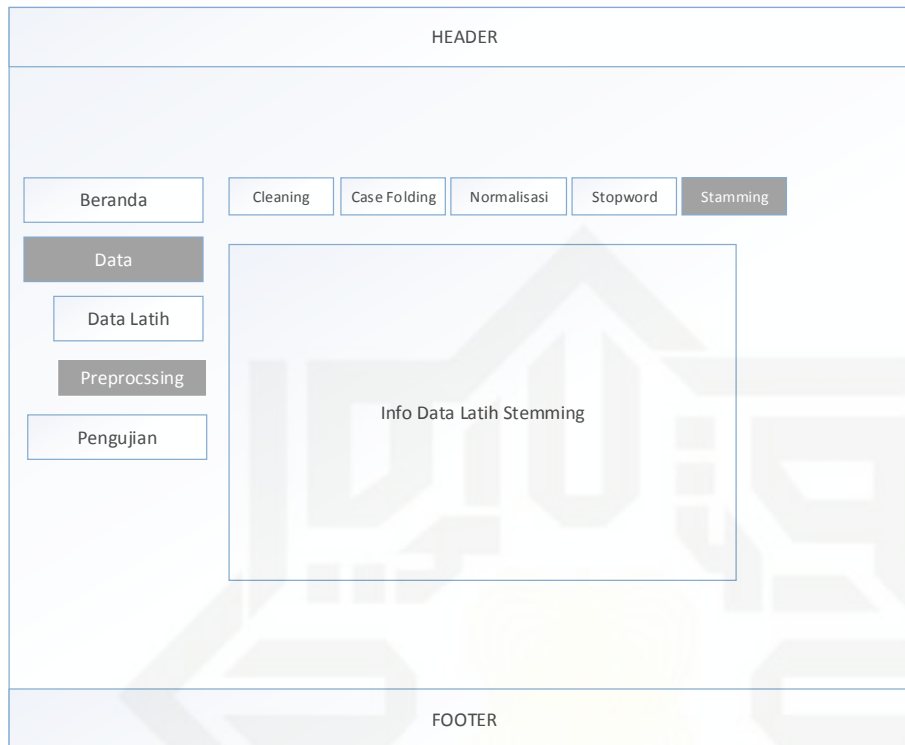 HEADER
Beranda
Cleaning
Case Folding
Normalisasi
Stopword
Stamming
Data
Data Latih
Preprocssing
Pengujian
Info Data Latih Stemming
FOOTER